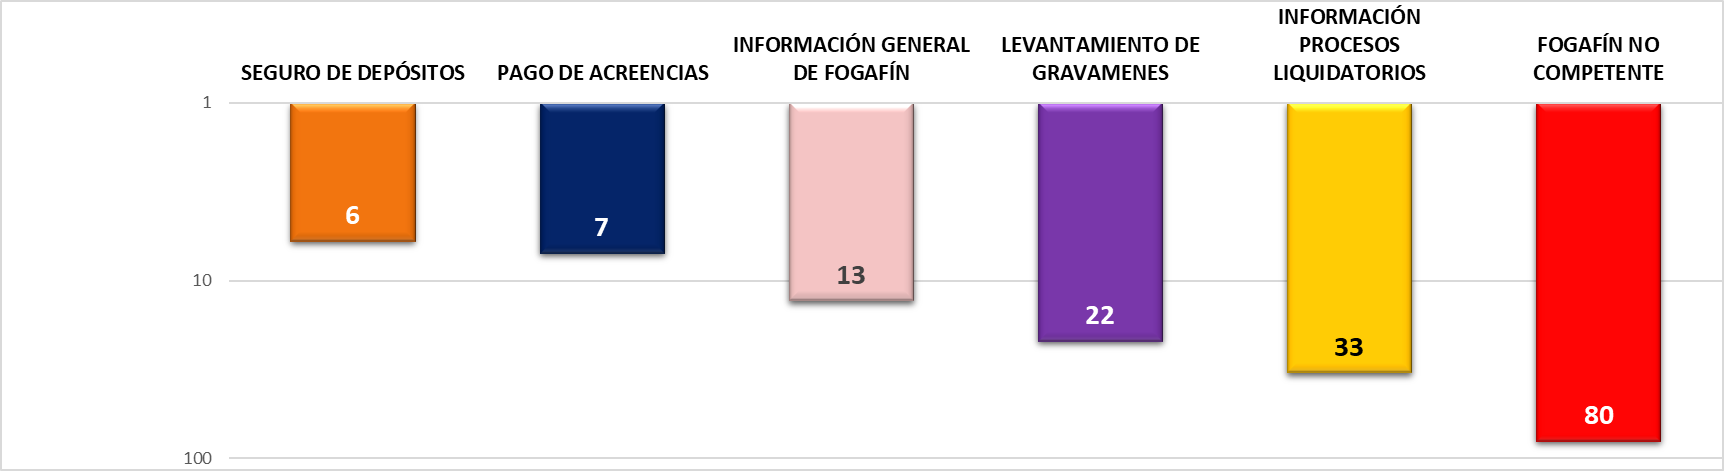 SEGURO DE DEPÓSITOS
PAGO DE ACREENCIAS
INFORMACIÓN GENERAL
DE FOGAFÍN
LEVANTAMIENTO DE
GRAVAMENES
INFORMACIÓN
PROCESOS
LIQUIDATORIOS
FOGAFÍN NO
COMPETENTE
1
10
100
6
7
13
22
33
80